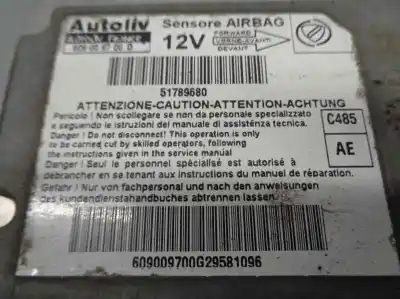 Autoliv
Sensore AIRBAG
12V
FORWARD
VORNE-AVANTI
DEVANT
51789680
ATTENZIONE-CAUTION-ATTENTION-ACHTUNG
Pericolo ! Non scollegare se non da personale specializzato
e seguendo le istruzioni del manuale di assistenza tecnica.
Danger ! Do not disconnect! This operation is only
to be carried cut by skilled operators, following
the instructions given in the service manual
Danger ! Seul le personnel spécialisé est autorisé à
débrancher en se tenant aux instructions du manuel de réparation.
Gefahr ! Nur von fachpersonal und nach den anweisungen
des kundendiensthandbuches abtrennen lassen
C485
AE
609009700G29581096